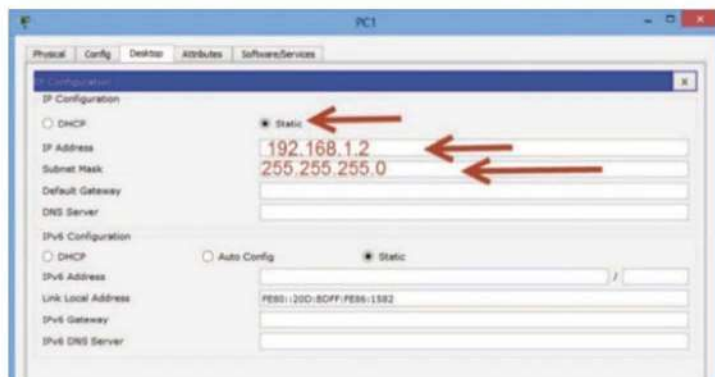 PC1
Physical Config Desktop Attributes Software/Services
IP Configuration X
IP Configuration
DHCP Static
IP Address 192.168.1.2
Subnet Mask 255.255.255.0
Default Gateway
DNS Server
IPv6 Configuration
DHCP Auto Config Static
IPv6 Address /
Link Local Address FE80::20D:BDFF:FE86:1582
IPv6 Gateway
IPv6 DNS Server